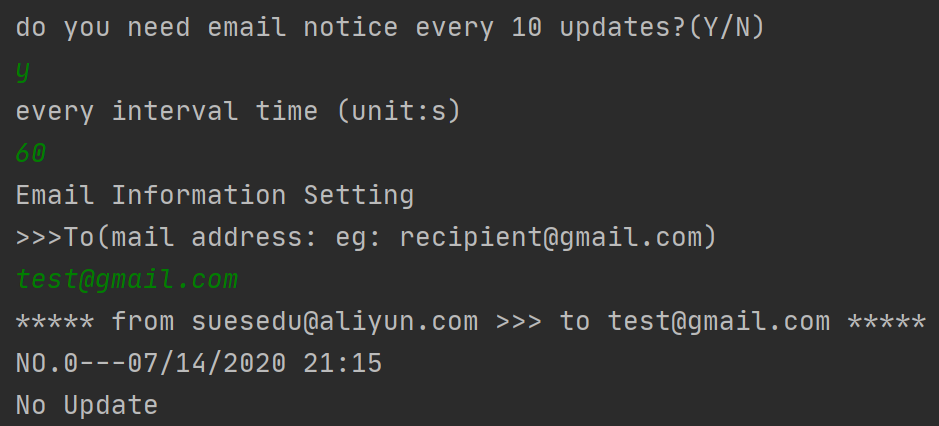 do you need email notice every 10 updates?(Y/N)
y
every interval time (unit:s)
60
Email Information Setting
>>>To(mail address: eg: recipient@gmail.com)
test@gmail.com
***** from suesedu@aliyun.com >>> to test@gmail.com *****
NO.0---07/14/2020 21:15
No Update